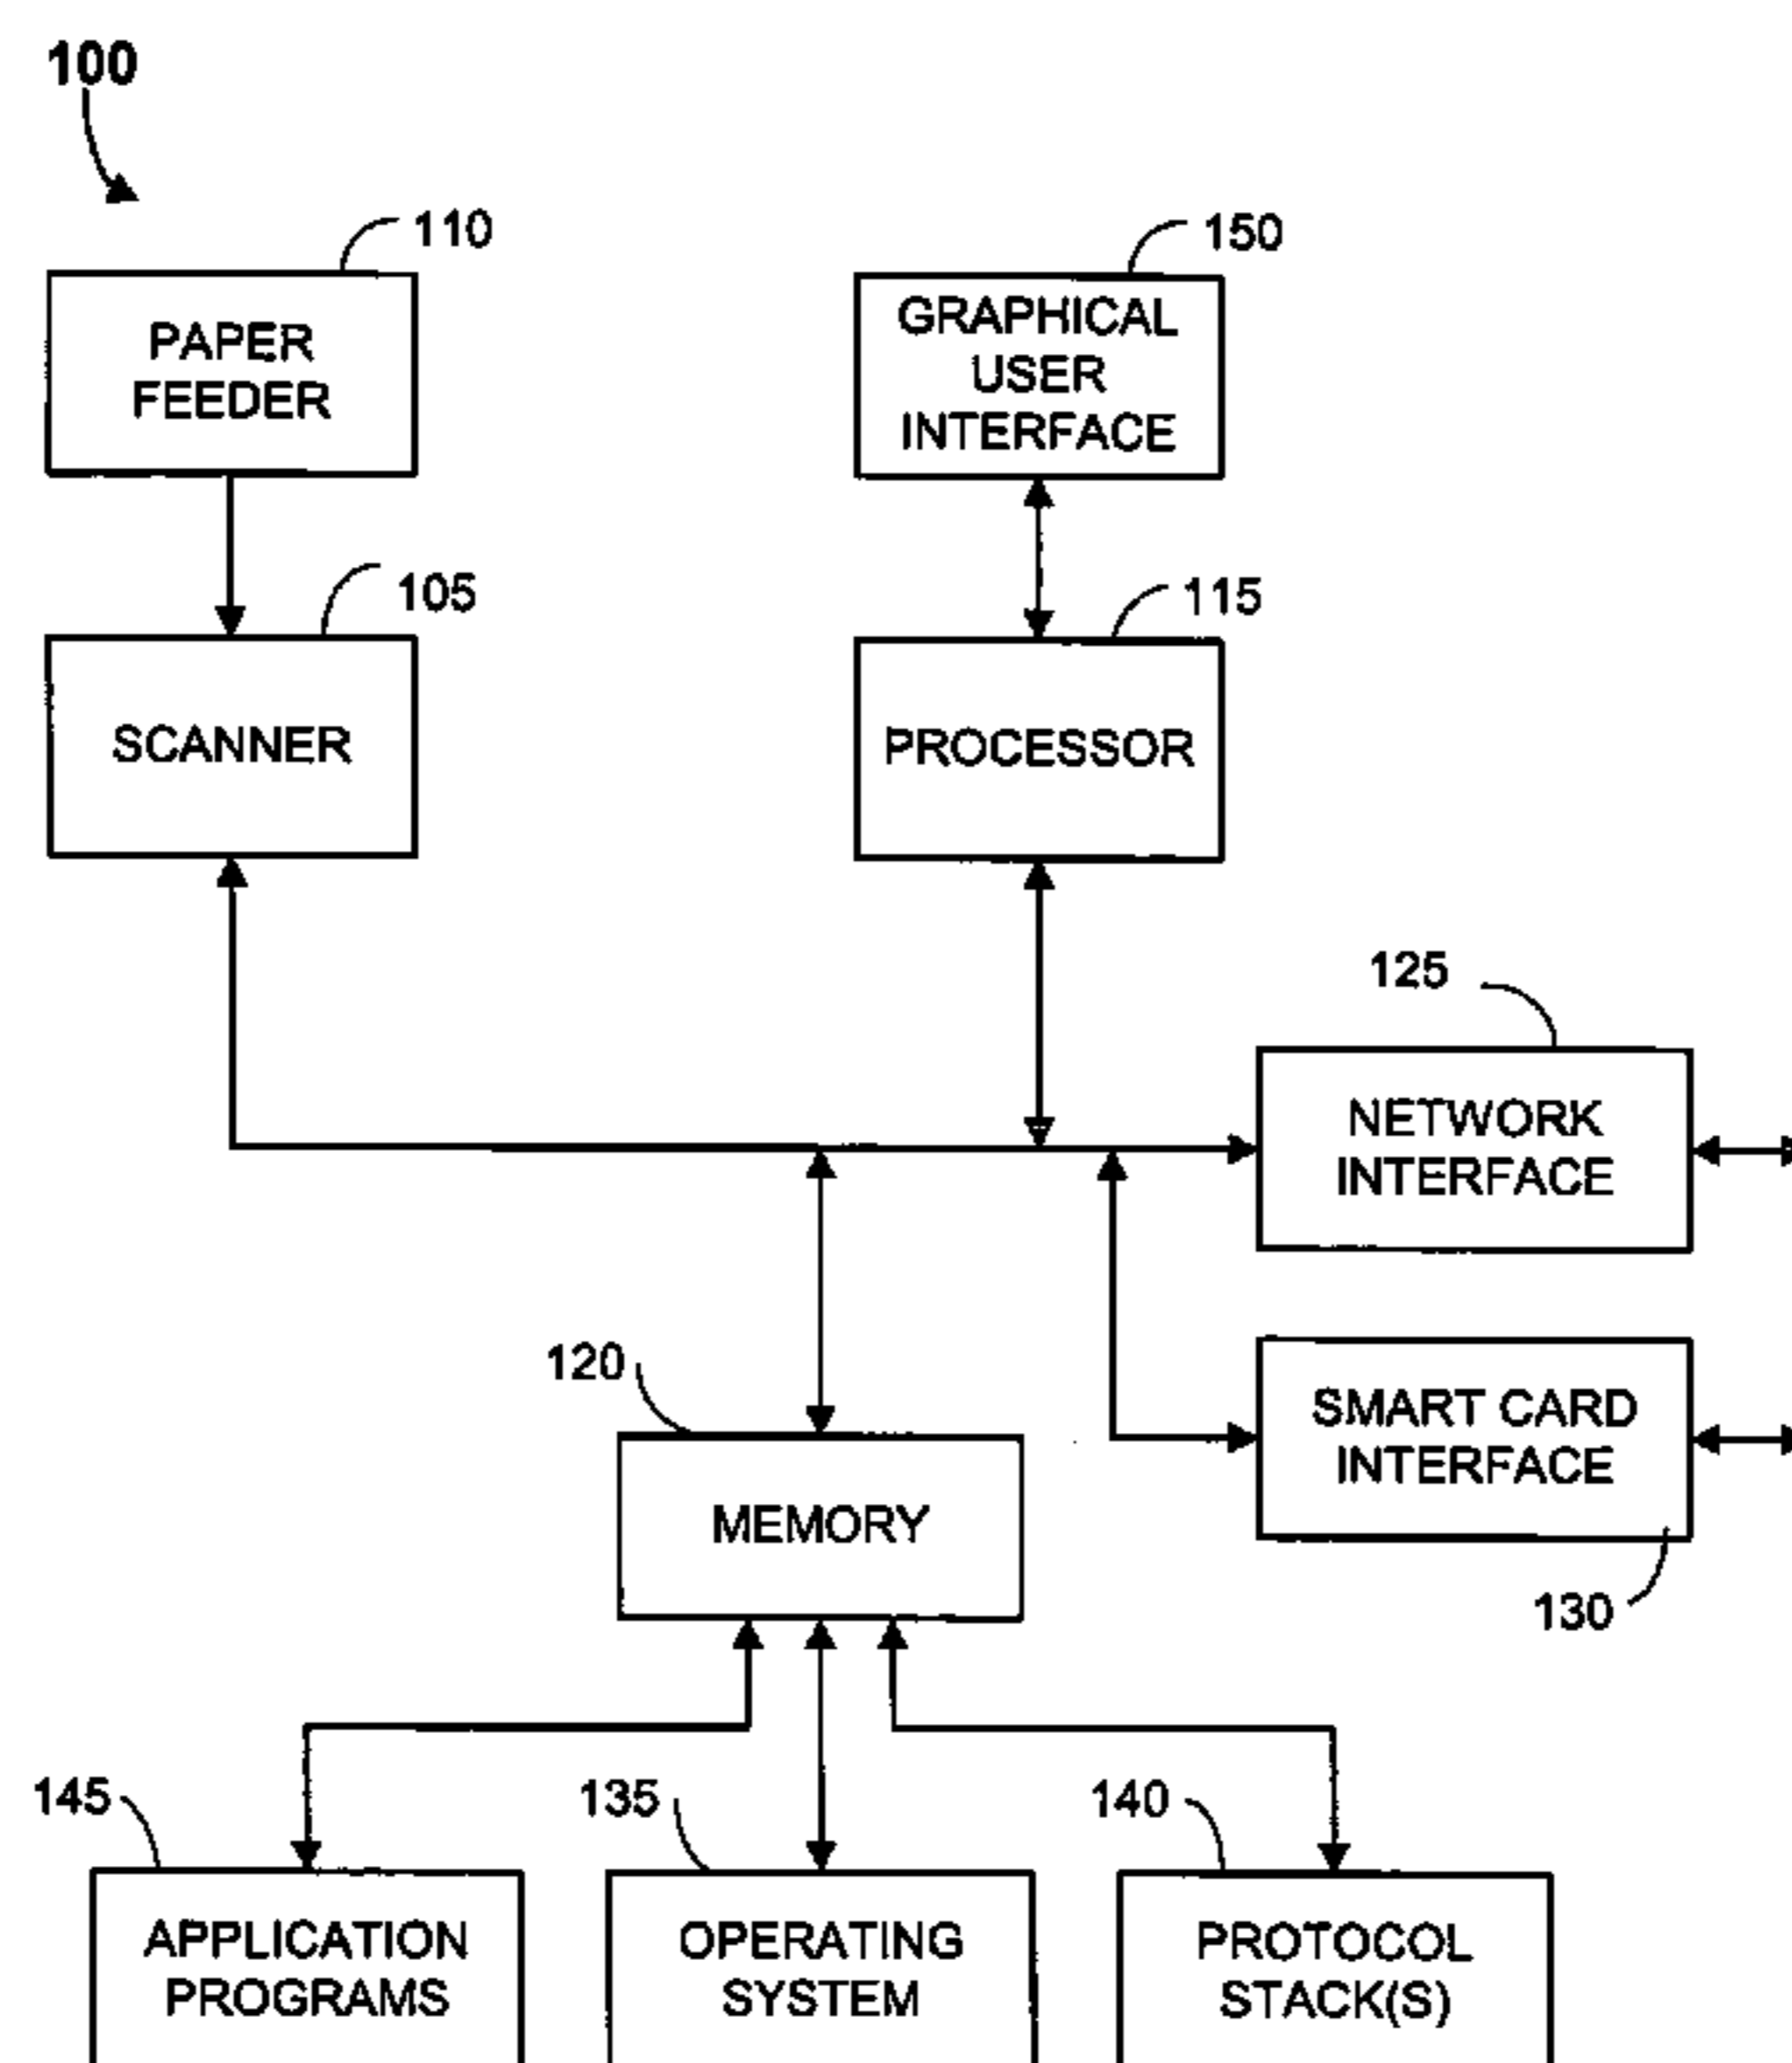 100
110
150
PAPER
FEEDER
GRAPHICAL
USER
INTERFACE
105
115
SCANNER
PROCESSOR
125
NETWORK
INTERFACE
120
SMART CARD
INTERFACE
MEMORY
130
145
135
140
APPLICATION
PROGRAMS
OPERATING
SYSTEM
PROTOCOL
STACK(S)